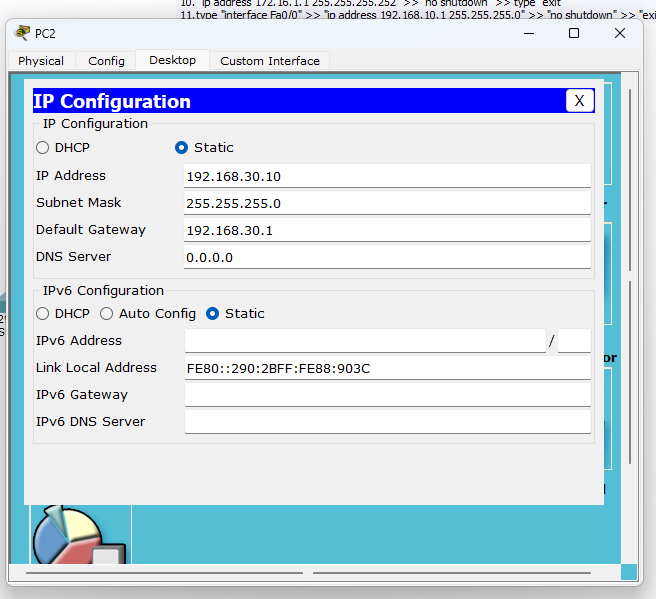 10. "ip address 172.16.1.1 255.255.255.252" >> "no shutdown" >> type "exit"
11.type "interface Fa0/0" >> "ip address 192.168.10.1 255.255.255.0" >> "no shutdown" >> "exi
PC2
Physical Config Desktop Custom Interface
IP Configuration X
IP Configuration
DHCP Static
IP Address 192.168.30.10
Subnet Mask 255.255.255.0
Default Gateway 192.168.30.1
DNS Server 0.0.0.0
IPv6 Configuration
DHCP Auto Config Static
IPv6 Address /
Link Local Address FE80::290:2BFF:FE88:903C
IPv6 Gateway
IPv6 DNS Server
or